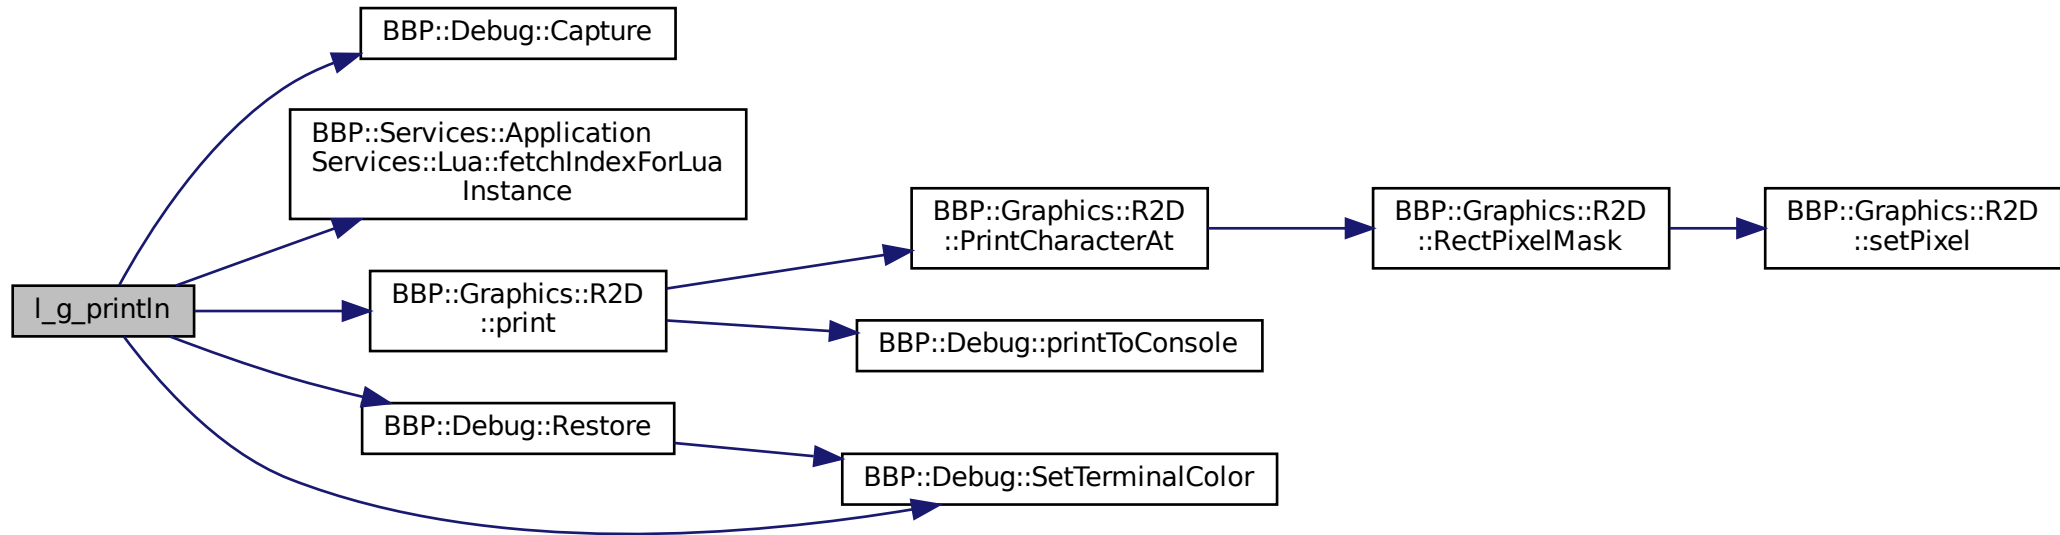 BBP::Debug::Capture
BBP::Services::Application
Services::Lua::fetchIndexForLua
Instance
BBP::Graphics::R2D
::PrintCharacterAt
BBP::Graphics::R2D
::RectPixelMask
BBP::Graphics::R2D
::setPixel
l_g_println
BBP::Graphics::R2D
::print
BBP::Debug::printToConsole
BBP::Debug::Restore
BBP::Debug::SetTerminalColor